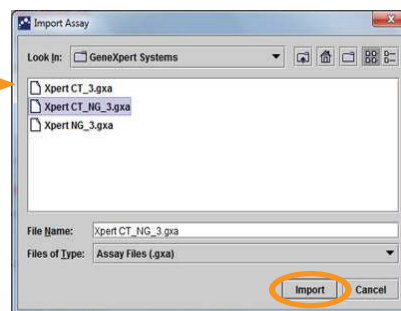 Import Assay
Look In: GeneXpert Systems
Xpert CT_3.gxa
Xpert CT_NG_3.gxa
Xpert NG_3.gxa
File Name: Xpert CT_NG_3.gxa
Files of Type: Assay Files (.gxa)
Import Cancel